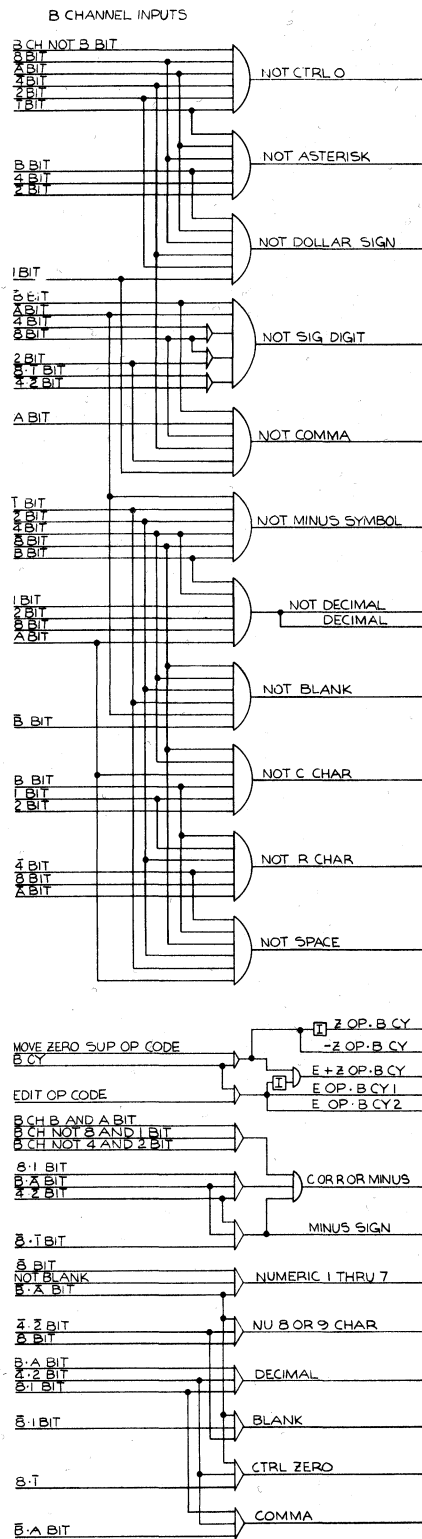 B CHANNEL INPUTS
B CH NOT B BIT
8 BIT
A̅ BIT
4̅ BIT
2̅ BIT
1̅ BIT
NOT CTRL 0
NOT ASTERISK
B BIT
4 BIT
2̅ BIT
NOT DOLLAR SIGN
1 BIT
B̅ BIT
A̅ BIT
4 BIT
8̅ BIT
NOT SIG DIGIT
2 BIT
8̅·1̅ BIT
4̅·2̅ BIT
A BIT
NOT COMMA
1̅ BIT
2̅ BIT
4̅ BIT
8̅ BIT
B BIT
NOT MINUS SYMBOL
1 BIT
2 BIT
8 BIT
A BIT
NOT DECIMAL
DECIMAL
NOT BLANK
B̅ BIT
NOT C CHAR
B BIT
1 BIT
2 BIT
NOT R CHAR
4̅ BIT
8 BIT
A̅ BIT
NOT SPACE
I Z̅ OP·B CY
MOVE ZERO SUP OP CODE
-Z OP·B CY
B CY
E+Z OP·B CY
I
EDIT OP CODE
E OP·B CY 1
E OP·B CY 2
B CH B AND A BIT
B CH NOT 8 AND 1 BIT
B CH NOT 4 AND 2 BIT
8·1 BIT
B·A̅ BIT
4̅·2̅ BIT
C OR R OR MINUS
MINUS SIGN
8̅·1̅ BIT
8̅ BIT
NOT BLANK
B̅·A̅ BIT
NUMERIC 1 THRU 7
4̅·2̅ BIT
8 BIT
NU 8 OR 9 CHAR
B·A BIT
4̅·2 BIT
8·1 BIT
DECIMAL
8̅·1 BIT
BLANK
CTRL ZERO
8·1̅
COMMA
B̅·A BIT